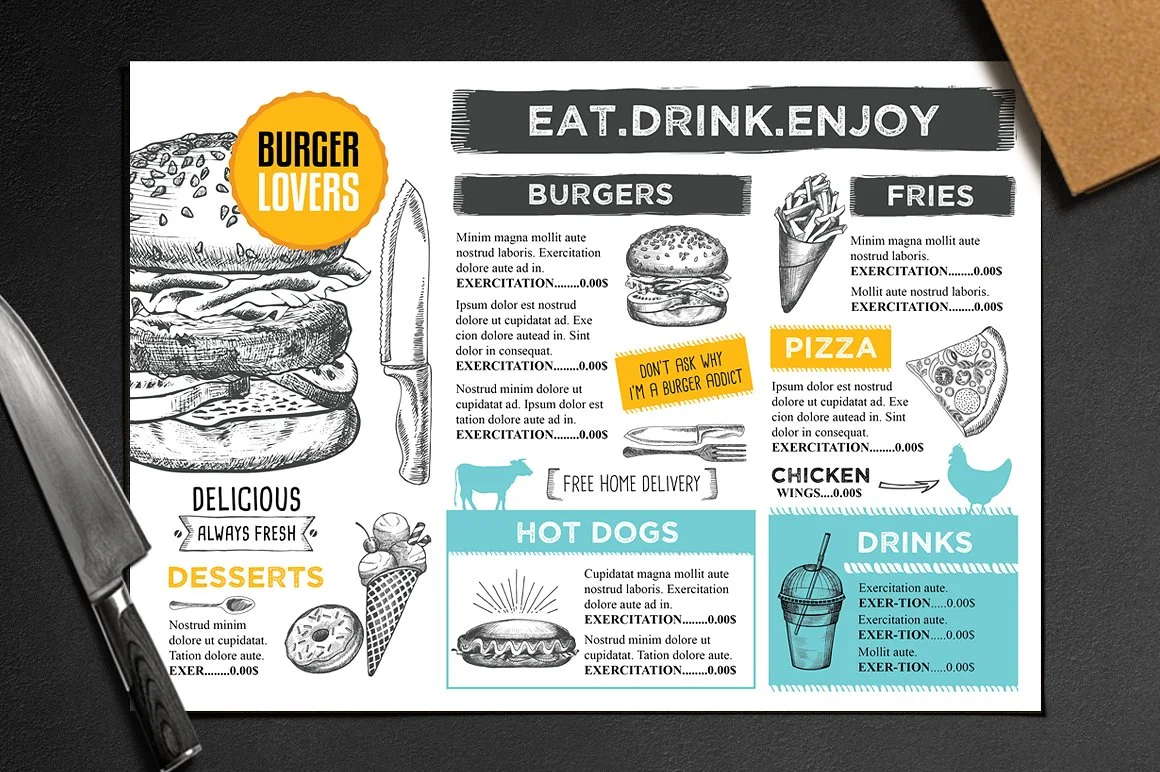 BURGER
LOVERS
DELICIOUS
ALWAYS FRESH
DESSERTS
Nostrud minim
dolore ut cupidatat.
Tation dolore aute.
EXER.........0.00$
EAT.DRINK.ENJOY
BURGERS
Minim magna mollit aute
nostrud laboris. Exercitation
dolore aute ad in.
EXERCITATION........0.00$
Ipsum dolor est nostrud
dolore ut cupidatat ad. Exe
cion dolore autead in. Sint
dolor in consequat.
EXERCITATION........0.00$
Nostrud minim dolore ut
cupidatat ad. Ipsum dolor est
tation dolore aute ad in.
EXERCITATION........0.00$
DON'T ASK WHY
I'M A BURGER ADDICT
FREE HOME DELIVERY
HOT DOGS
Cupidatat magna mollit aute
nostrud laboris. Exercitation
dolore aute ad in.
EXERCITATION........0.00$
Nostrud minim dolore ut
cupidatat. Tation dolore aute.
EXERCITATION........0.00$
FRIES
Minim magna mollit aute
nostrud laboris.
EXERCITATION........0.00$
Mollit aute nostrud laboris.
EXERCITATION........0.00$
PIZZA
Ipsum dolor est nostrud
dolore ut cupidatat ad. Exe
cion dolore autead in. Sint
dolor in consequat.
EXERCITATION........0.00$
CHICKEN
WINGS....0.00$
DRINKS
Exercitation aute.
EXER-TION.....0.00$
Exercitation aute.
EXER-TION.....0.00$
Mollit aute.
EXER-TION.....0.00$